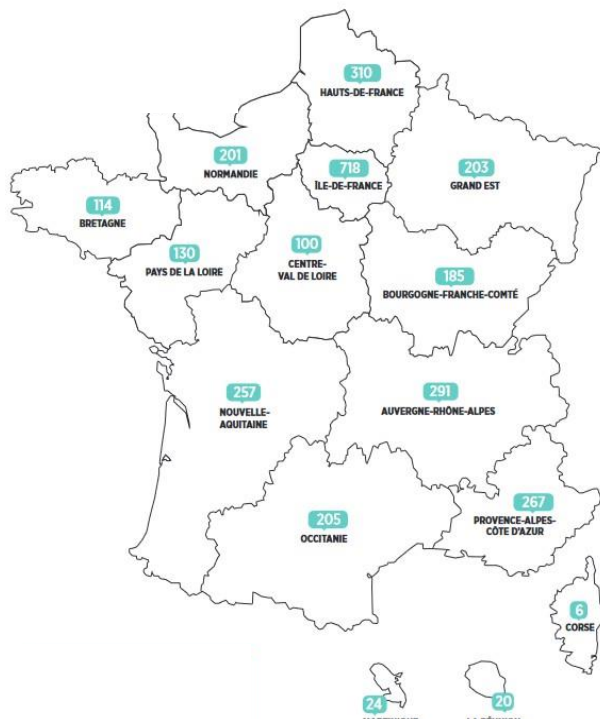 310
HAUTS-DE-FRANCE
201
NORMANDIE
718
ÎLE-DE-FRANCE
203
GRAND EST
114
BRETAGNE
130
PAYS DE LA LOIRE
100
CENTRE-
VAL DE LOIRE
185
BOURGOGNE-FRANCHE-COMTÉ
257
NOUVELLE-
AQUITAINE
291
AUVERGNE-RHÔNE-ALPES
205
OCCITANIE
267
PROVENCE-ALPES-
CÔTE D'AZUR
6
CORSE
24
20